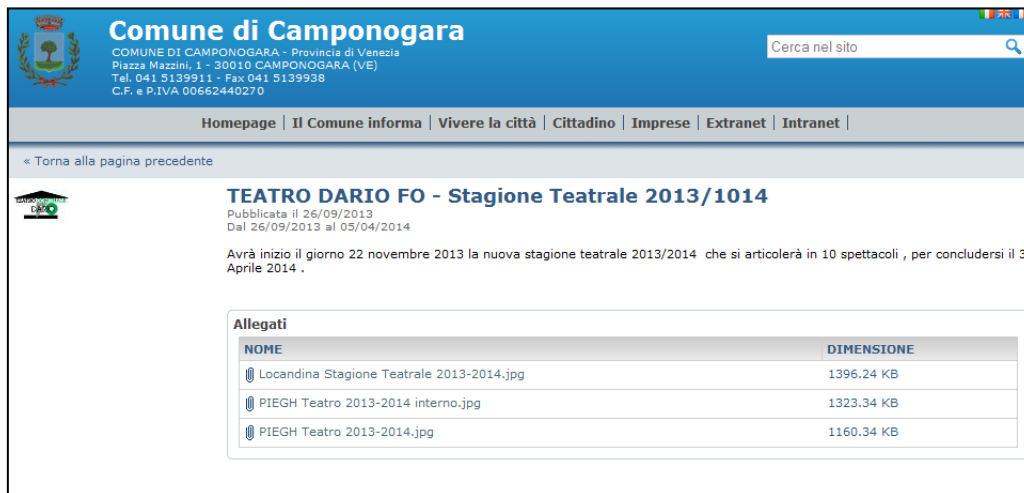 Comune di Camponogara
COMUNE DI CAMPONOGARA - Provincia di Venezia
Piazza Mazzini, 1 - 30010 CAMPONOGARA (VE)
Tel. 041 5139911 - Fax 041 5139938
C.F. e P.IVA 00662440270
Cerca nel sito
Homepage | Il Comune informa | Vivere la città | Cittadino | Imprese | Extranet | Intranet |
« Torna alla pagina precedente
TEATRO DARIO FO - Stagione Teatrale 2013/1014
Pubblicata il 26/09/2013
Dal 26/09/2013 al 05/04/2014
Avrà inizio il giorno 22 novembre 2013 la nuova stagione teatrale 2013/2014 che si articolerà in 10 spettacoli , per concludersi il
Aprile 2014 .
Allegati
NOME DIMENSIONE
Locandina Stagione Teatrale 2013-2014.jpg 1396.24 KB
PIEGH Teatro 2013-2014 interno.jpg 1323.34 KB
PIEGH Teatro 2013-2014.jpg 1160.34 KB